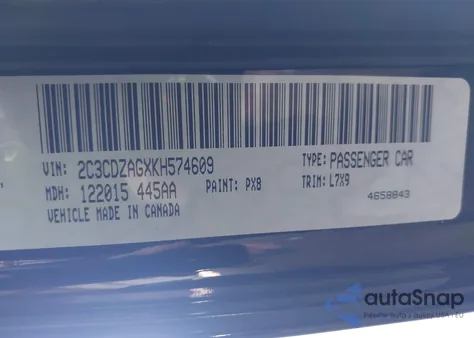 VIN: 2C3CDZAGXKH574609
TYPE: PASSENGER CAR
MDH: 122015 445AA
PAINT: PX8
TRIM: L7X9
VEHICLE MADE IN CANADA
4658843
autoSnap